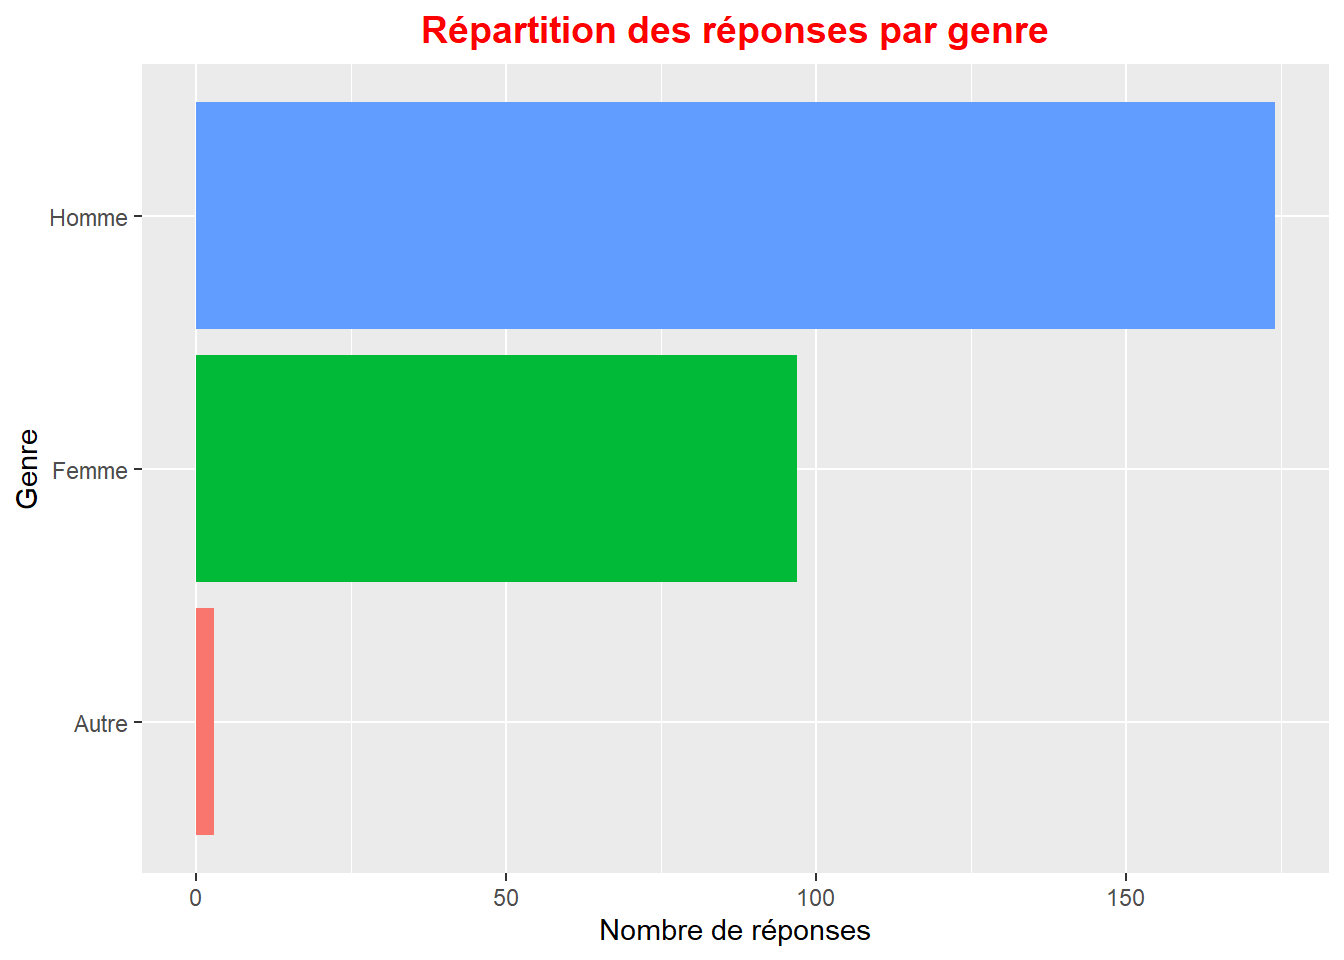 Répartition des réponses par genre
Homme
Femme
Autre
Genre
0
50
100
150
Nombre de réponses